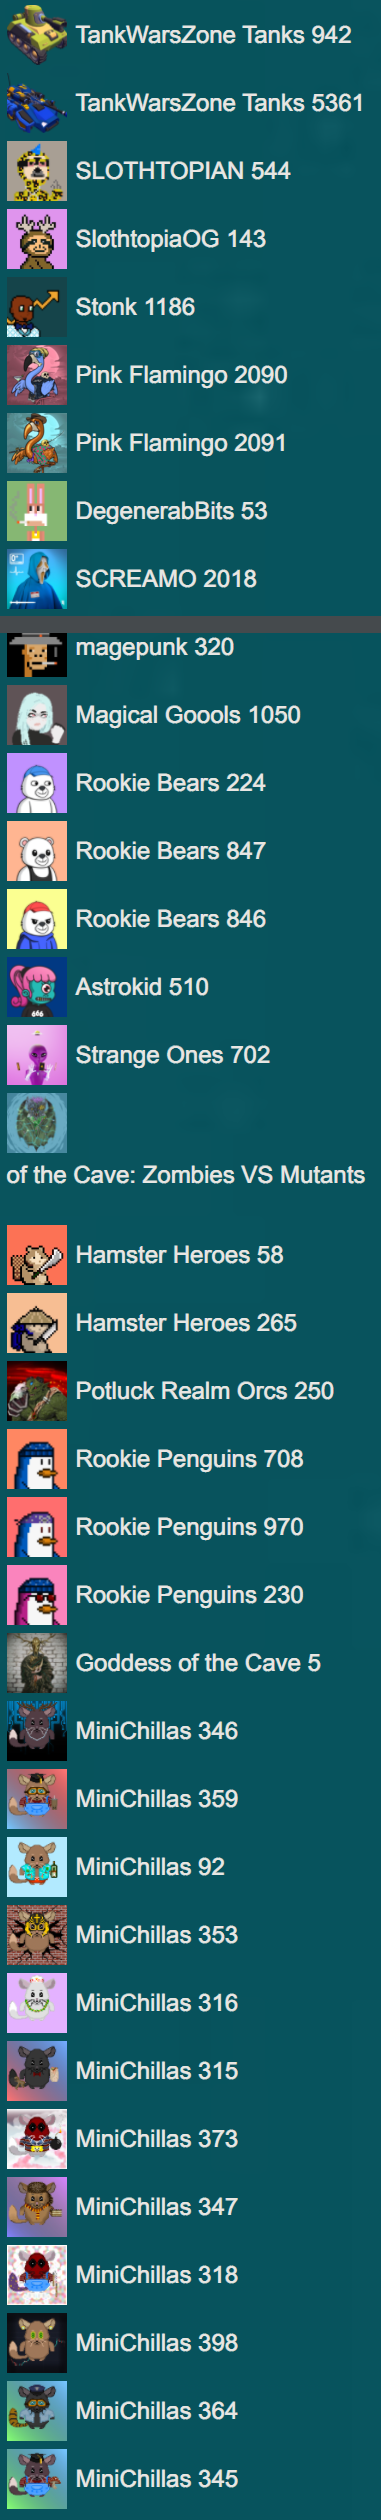 TankWarsZone Tanks 942
TankWarsZone Tanks 5361
SLOTHTOPIAN 544
SlothtopiaOG 143
Stonk 1186
Pink Flamingo 2090
Pink Flamingo 2091
DegenerabBits 53
SCREAMO 2018
magepunk 320
Magical Goools 1050
Rookie Bears 224
Rookie Bears 847
Rookie Bears 846
Astrokid 510
Strange Ones 702
of the Cave: Zombies VS Mutants
Hamster Heroes 58
Hamster Heroes 265
Potluck Realm Orcs 250
Rookie Penguins 708
Rookie Penguins 970
Rookie Penguins 230
Goddess of the Cave 5
MiniChillas 346
MiniChillas 359
MiniChillas 92
MiniChillas 353
MiniChillas 316
MiniChillas 315
MiniChillas 373
MiniChillas 347
MiniChillas 318
MiniChillas 398
MiniChillas 364
MiniChillas 345